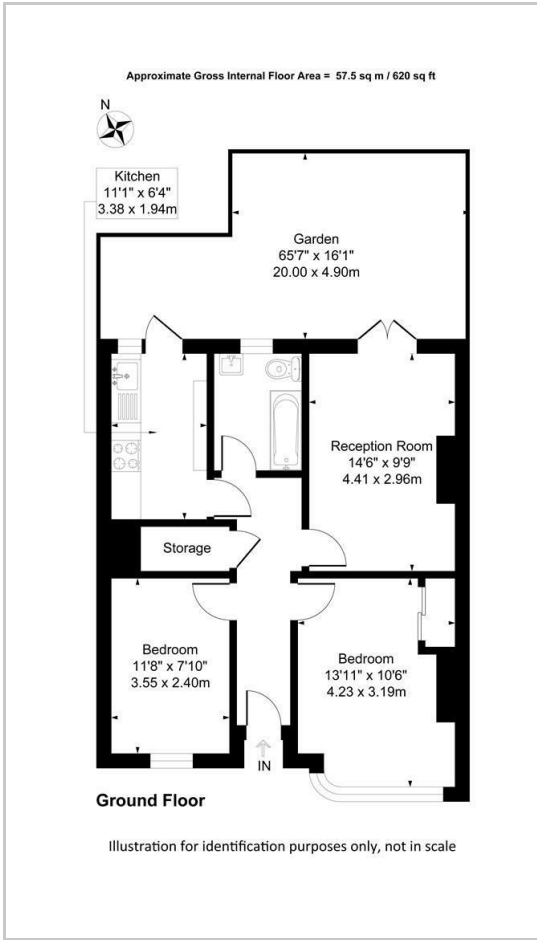 Approximate Gross Internal Floor Area = 57.5 sq m / 620 sq ft
N
Kitchen
11'1" x 6'4"
3.38 x 1.94m
Garden
65'7" x 16'1"
20.00 x 4.90m
Reception Room
14'6" x 9'9"
4.41 x 2.96m
Storage
Bedroom
11'8" x 7'10"
3.55 x 2.40m
Bedroom
13'11" x 10'6"
4.23 x 3.19m
IN
Ground Floor
Illustration for identification purposes only, not in scale